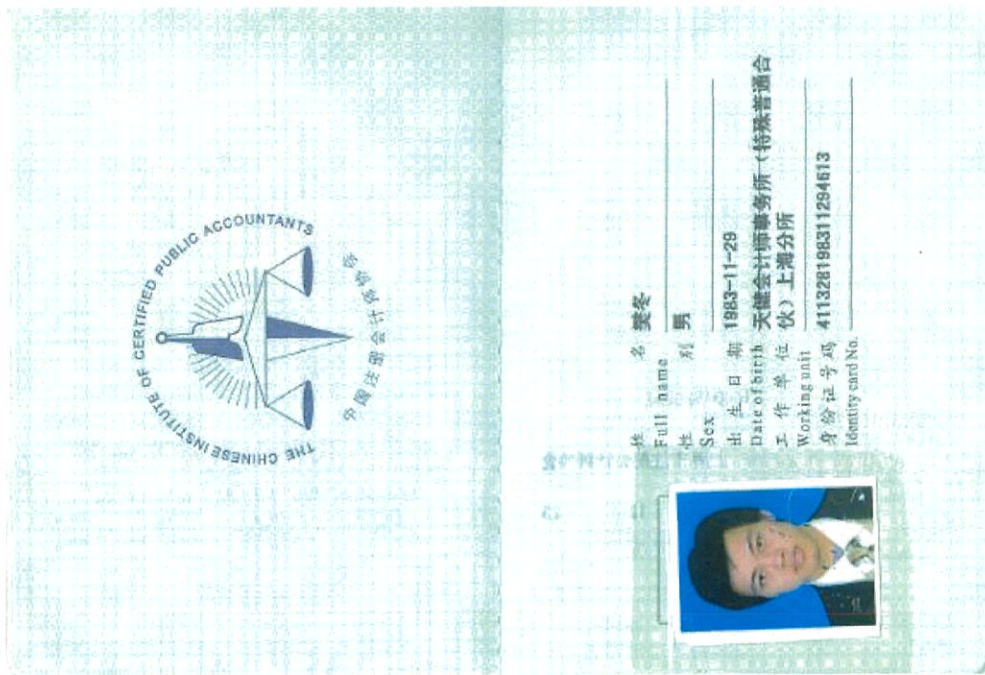 THE CHINESE INSTITUTE OF CERTIFIED PUBLIC ACCOUNTANTS
中国注册会计师协会
姓 名 樊冬
Full name
性 别 男
Sex
出 生 日 期 1983-11-29
Date of birth
工 作 单 位 天健会计师事务所(特殊普通合
伙)上海分所
Working unit
身份证号码 411328198311294613
Identity card No.